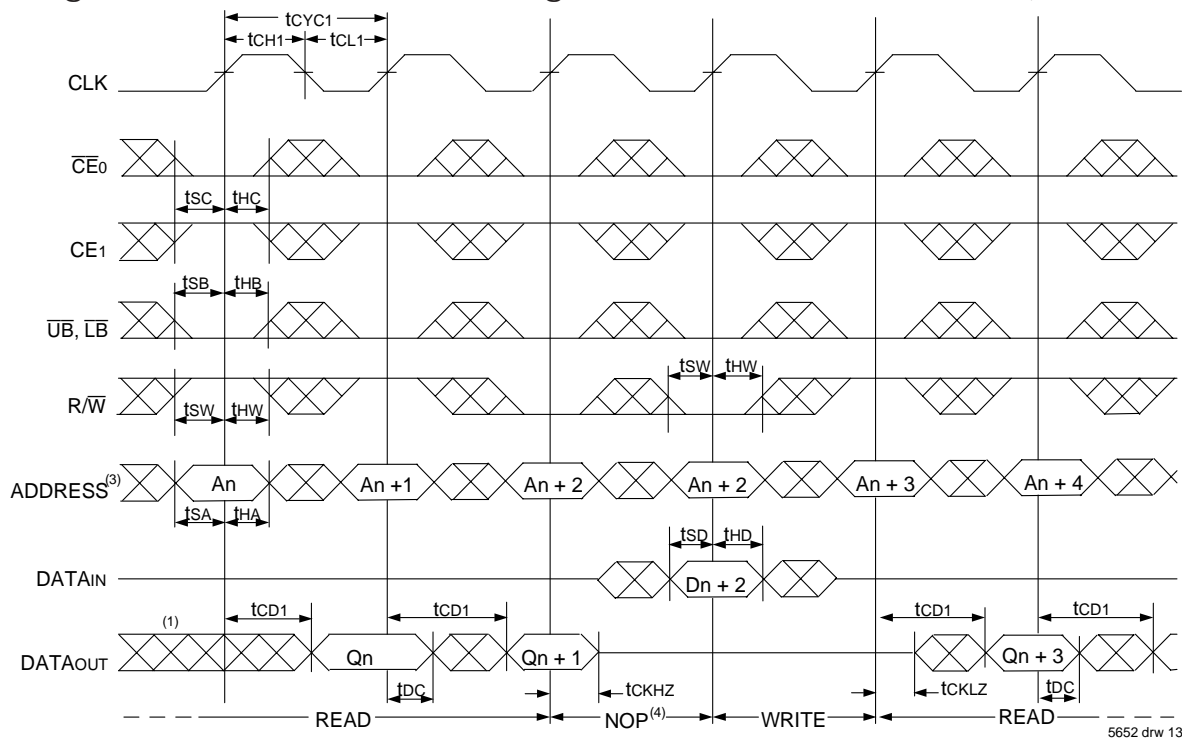 tCYC1
tCH1 tCL1
CLK
CE0
tSC tHC
CE1
tSB tHB
UB, LB
tSW tHW
R/W
tSW tHW
ADDRESS(3) An An +1 An + 2 An + 2 An + 3 An + 4
tSA tHA
tSD tHD
DATAIN Dn + 2
(1) tCD1 tCD1 tCD1 tCD1
DATAOUT Qn Qn + 1 Qn + 3
tDC tCKHZ tCKLZ tDC
READ NOP(4) WRITE READ
5652 drw 13